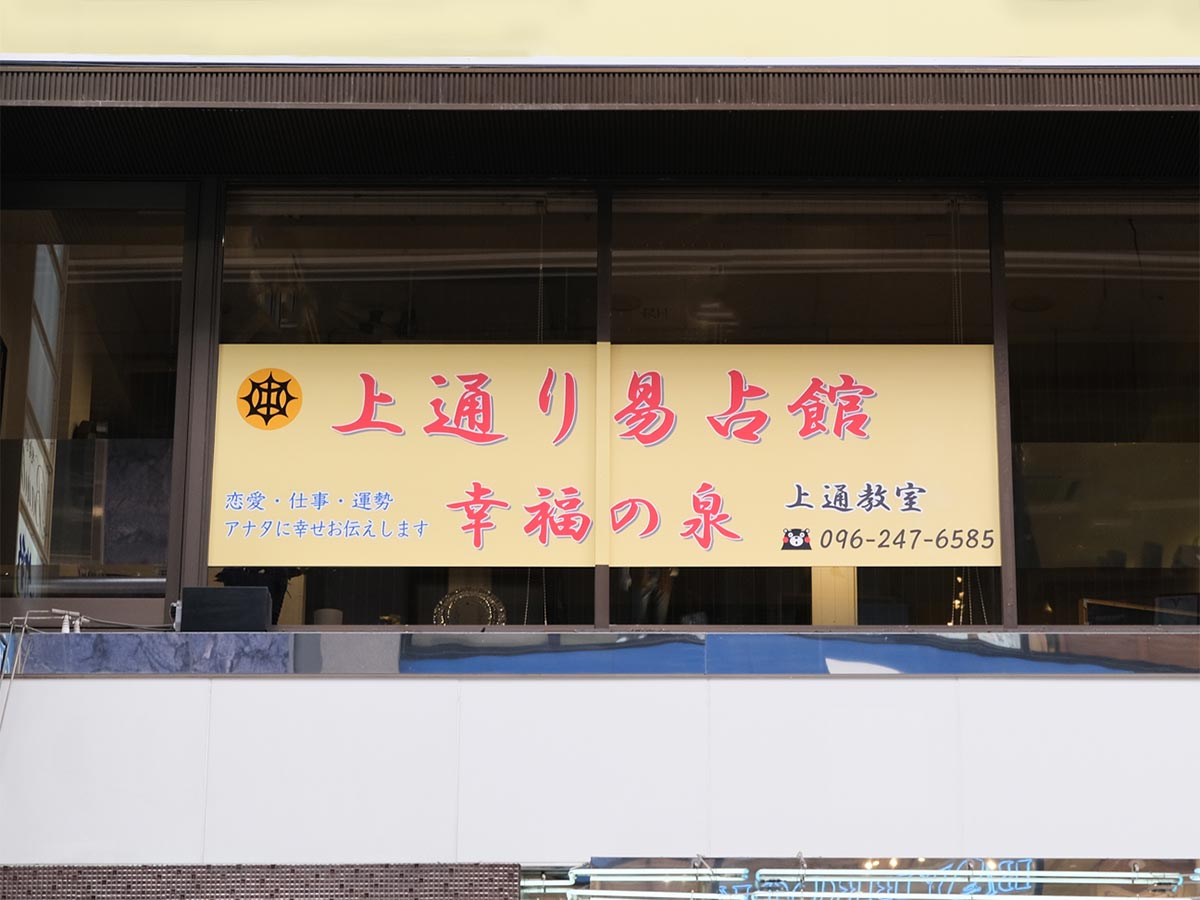 上通り易占館
恋愛・仕事・運勢
アナタに幸せお伝えします
幸福の泉
上通教室
096-247-6585